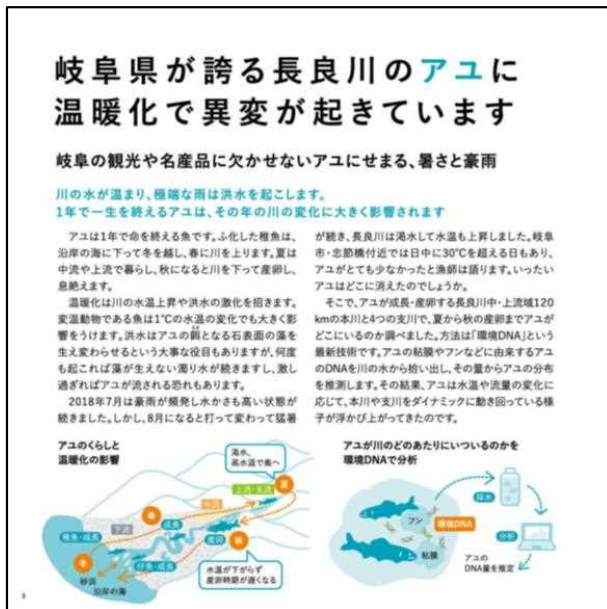 岐阜県が誇る長良川のアユに
温暖化で異変が起きています
岐阜の観光や名産品に欠かせないアユにせまる、暑さと豪雨
川の水が温まり、極端な雨は洪水を起こします。
1年で一生を終えるアユは、その年の川の変化に大きく影響されます
アユは1年で命を終える魚です。ふ化した稚魚は、
沿岸の海に下って冬を越し、春に川を上ります。夏は
中流や上流で暮らし、秋になると川を下って産卵し、
息絶えます。
温暖化は川の水温上昇や洪水の激化を招きます。
変温動物である魚は1℃の水温の変化でも大きく影
響をうけます。洪水はアユの餌となる石表面の藻を
生え変わらせるという大事な役目もありますが、何度
も起これば藻が生えない濁り水が続きますし、激し
過ぎればアユが流される恐れもあります。
2018年7月は豪雨が頻発し水かさも高い状態が
続きました。しかし、8月になると打って変わって猛暑
が続き、長良川は渇水して水温も上昇しました。岐阜
市・忠節橋付近では日中に30℃を超える日もあり、
アユがとても少なかったと漁師は語ります。いったい
アユはどこに消えたのでしょうか。
そこで、アユが成長・産卵する長良川中・上流域120
kmの本川と4つの支川で、夏から秋の産卵までアユが
どこにいるのか調べました。方法は「環境DNA」という
最新技術です。アユの粘膜やフンなどに由来するアユ
のDNAを川の水から拾い出し、その量からアユの分布
を推測します。その結果、アユは水温や流量の変化に
応じて、本川や支川をダイナミックに動き回っている様
子が浮かび上がってきたのです。
アユのくらしと
温暖化の影響
渇水、
高水温で奥へ
夏
上流・支流
中流
春
成長
下流
稚魚・成長
産卵
秋
冬
仔魚・成長
砂浜
沿岸の海
水温が下がらず
産卵時期が遅くなる
アユが川のどのあたりにいついるのかを
環境DNAで分析
採水
フン
環境DNA
粘膜
分析
アユの
DNA量を推定